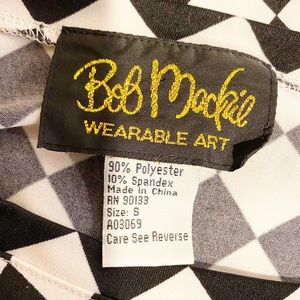 Bob Mackie
WEARABLE ART
90% Polyester
10% Spandex
Made in China
RN 90133
Size: S
A03069
Care See Reverse